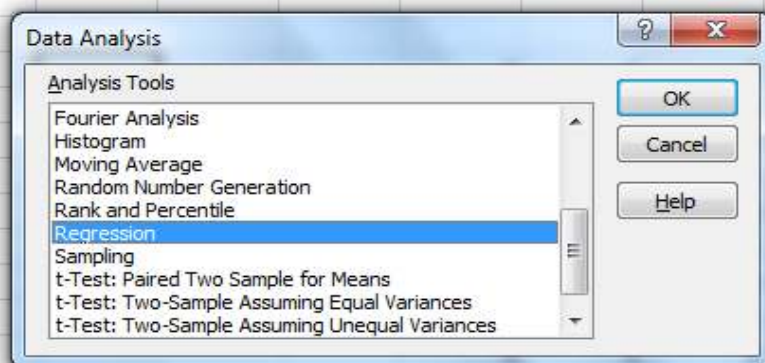 Data Analysis
?
Analysis Tools
Fourier Analysis
Histogram
Moving Average
Random Number Generation
Rank and Percentile
Regression
Sampling
t-Test: Paired Two Sample for Means
t-Test: Two-Sample Assuming Equal Variances
t-Test: Two-Sample Assuming Unequal Variances
OK
Cancel
Help